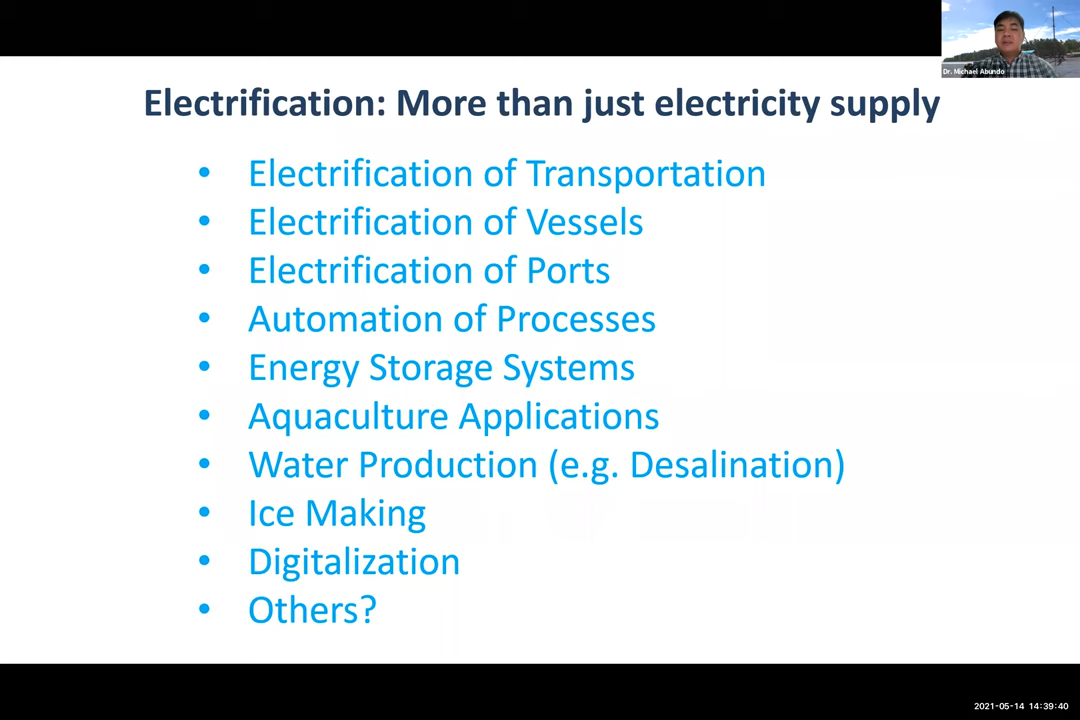 Dr. Michael Abundo
Electrification: More than just electricity supply
• Electrification of Transportation
• Electrification of Vessels
• Electrification of Ports
• Automation of Processes
• Energy Storage Systems
• Aquaculture Applications
• Water Production (e.g. Desalination)
• Ice Making
• Digitalization
• Others?
2021-05-14 14:39:40